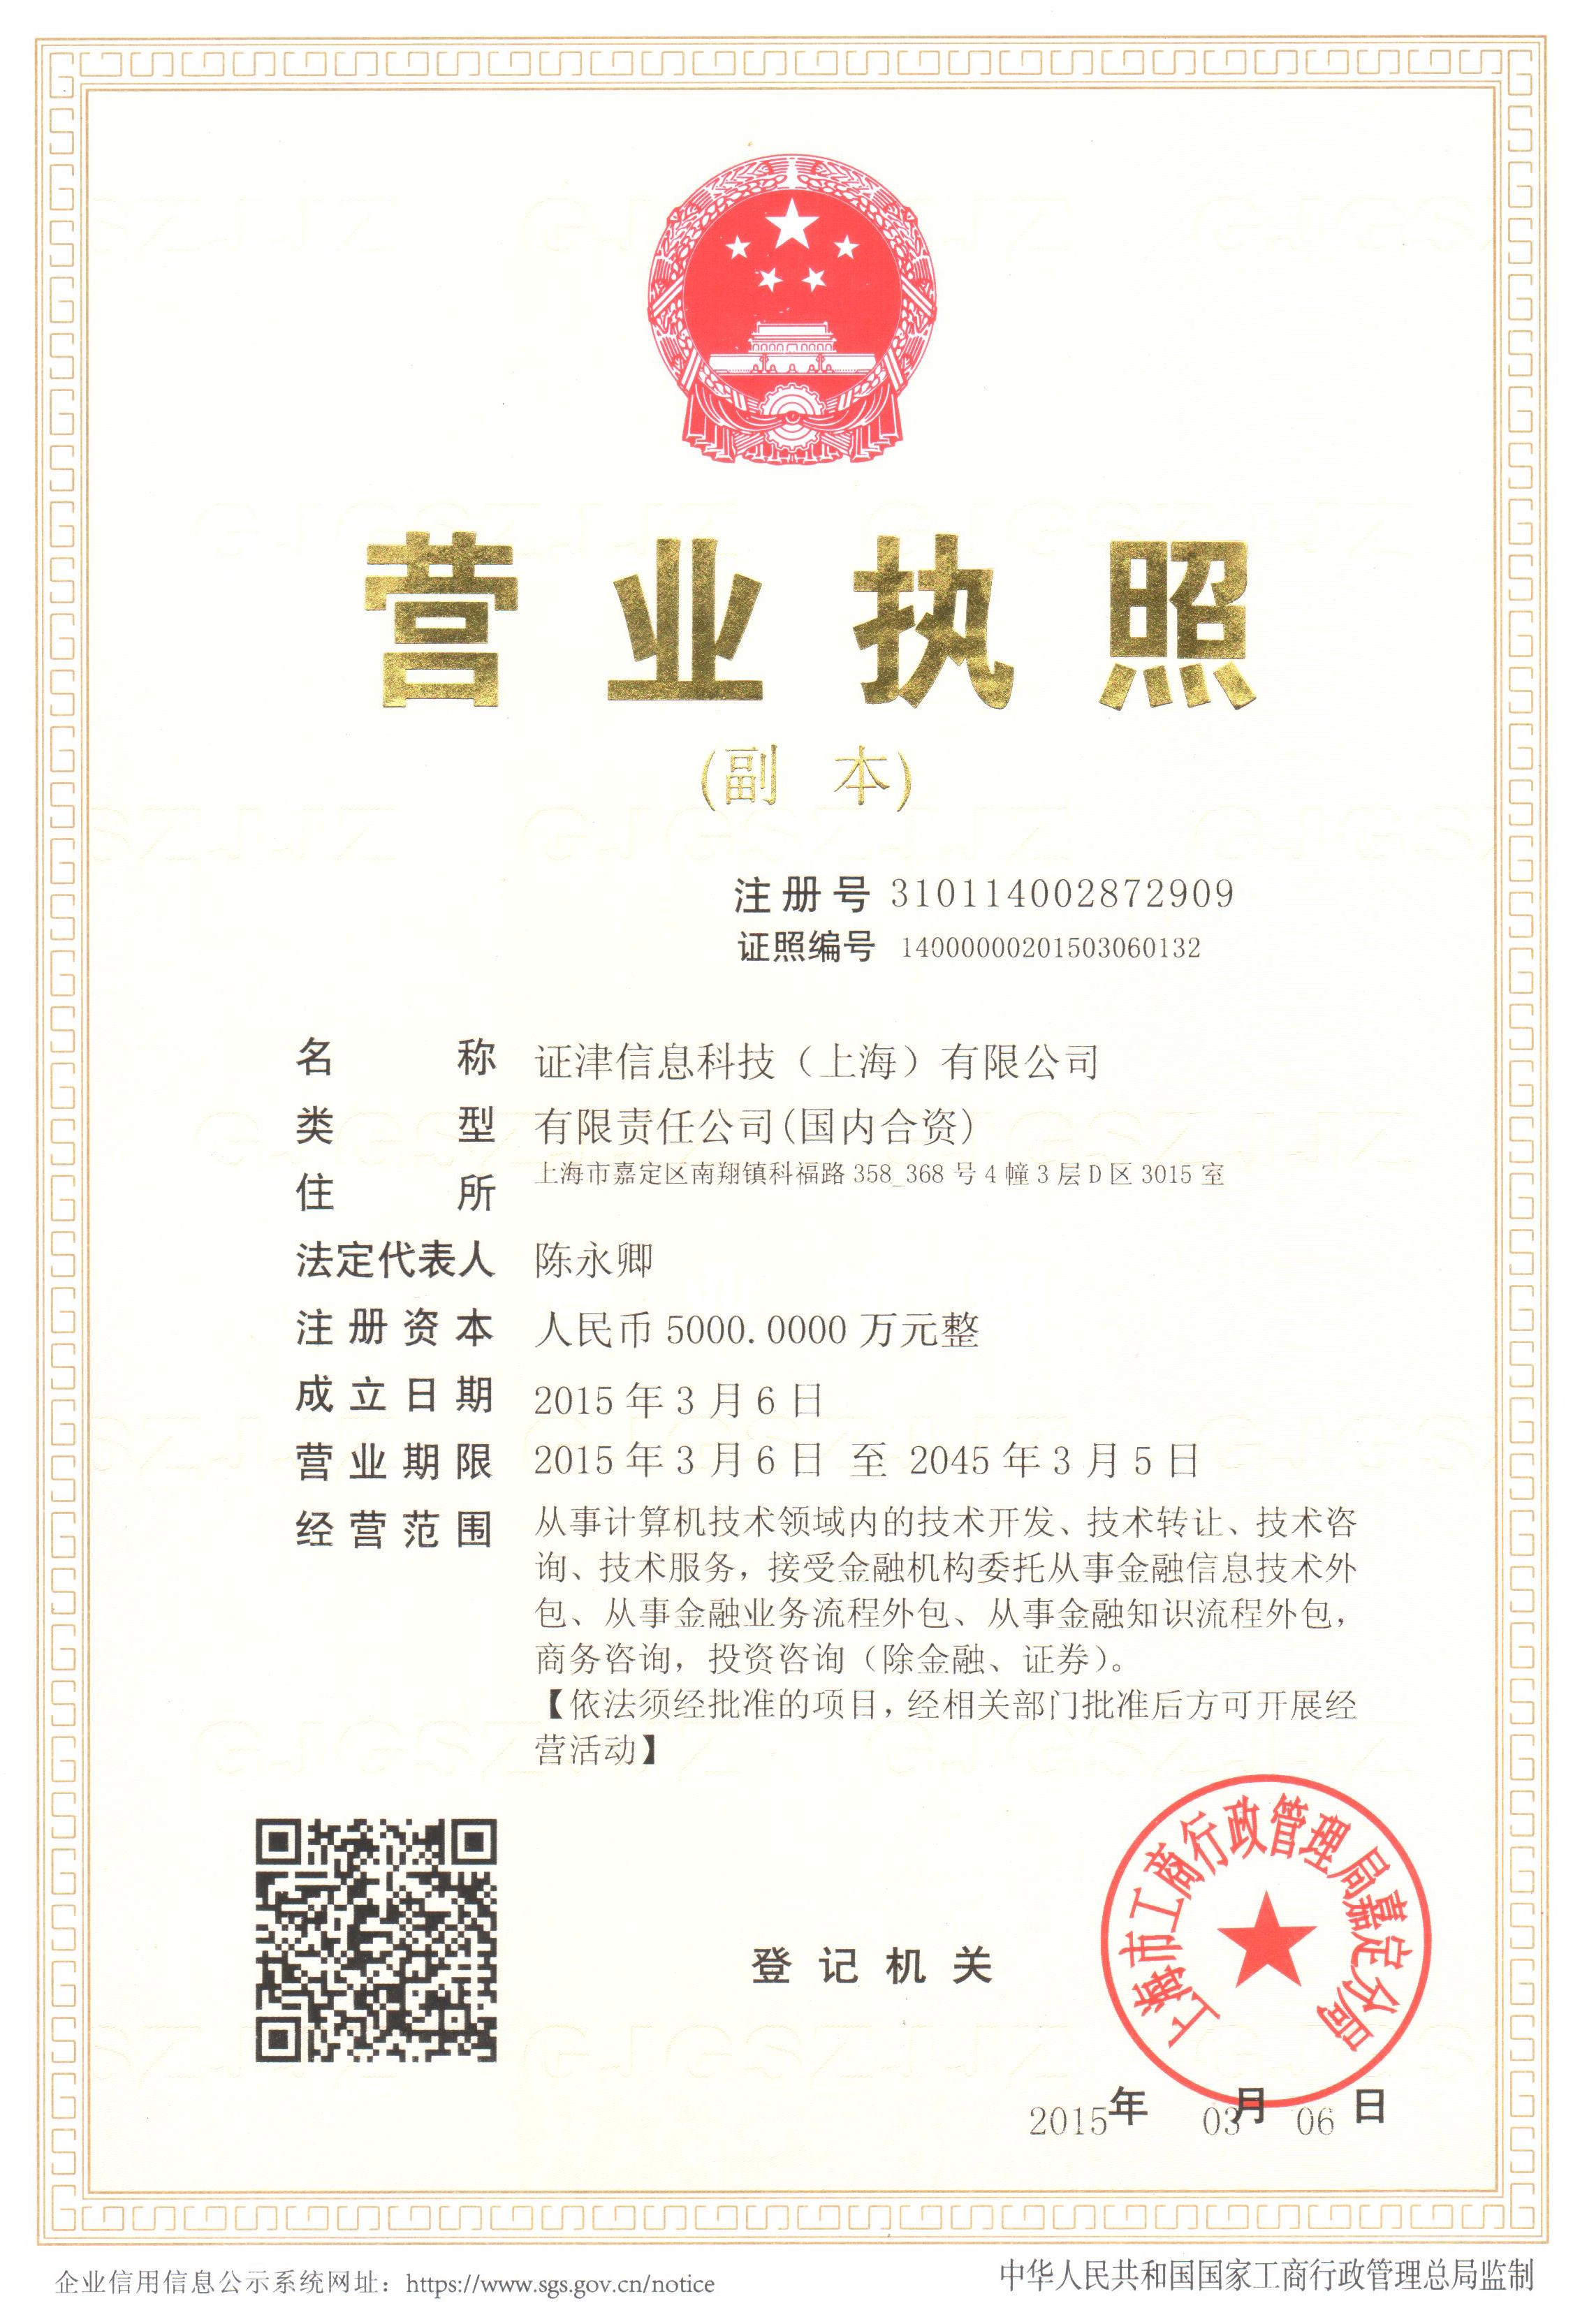 营业执照
(副 本)
注册号 310114002872909
证照编号 14000000201503060132
名称 证津信息科技（上海）有限公司
类型 有限责任公司(国内合资)
住所 上海市嘉定区南翔镇科福路 358_368 号 4 幢 3 层 D 区 3015 室
法定代表人 陈永卿
注册资本 人民币 5000.0000 万元整
成立日期 2015 年 3 月 6 日
营业期限 2015 年 3 月 6 日 至 2045 年 3 月 5 日
经营范围 从事计算机技术领域内的技术开发、技术转让、技术咨
询、技术服务，接受金融机构委托从事金融信息技术外
包、从事金融业务流程外包、从事金融知识流程外包，
商务咨询，投资咨询（除金融、证券）。
【依法须经批准的项目，经相关部门批准后方可开展经
营活动】
登记机关
上海市工商行政管理局嘉定分局
2015年 03月 06 日
企业信用信息公示系统网址：https://www.sgs.gov.cn/notice
中华人民共和国国家工商行政管理总局监制